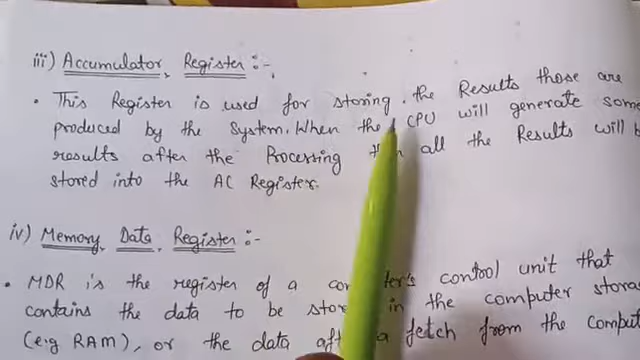 iii) Accumulator Register :-
• This Register is used for storing the Results those are
produced by the System. When the CPU will generate some
results after the Processing all the Results will
stored into the AC Register.
iv) Memory Data Register :-
• MDR is the register of a control unit that
contains the data to be in the computer
(e.g RAM), or the data a fetch from the